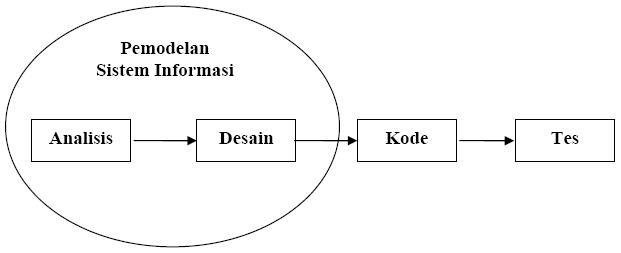 Pemodelan
Sistem Informasi
Analisis
Desain
Kode
Tes